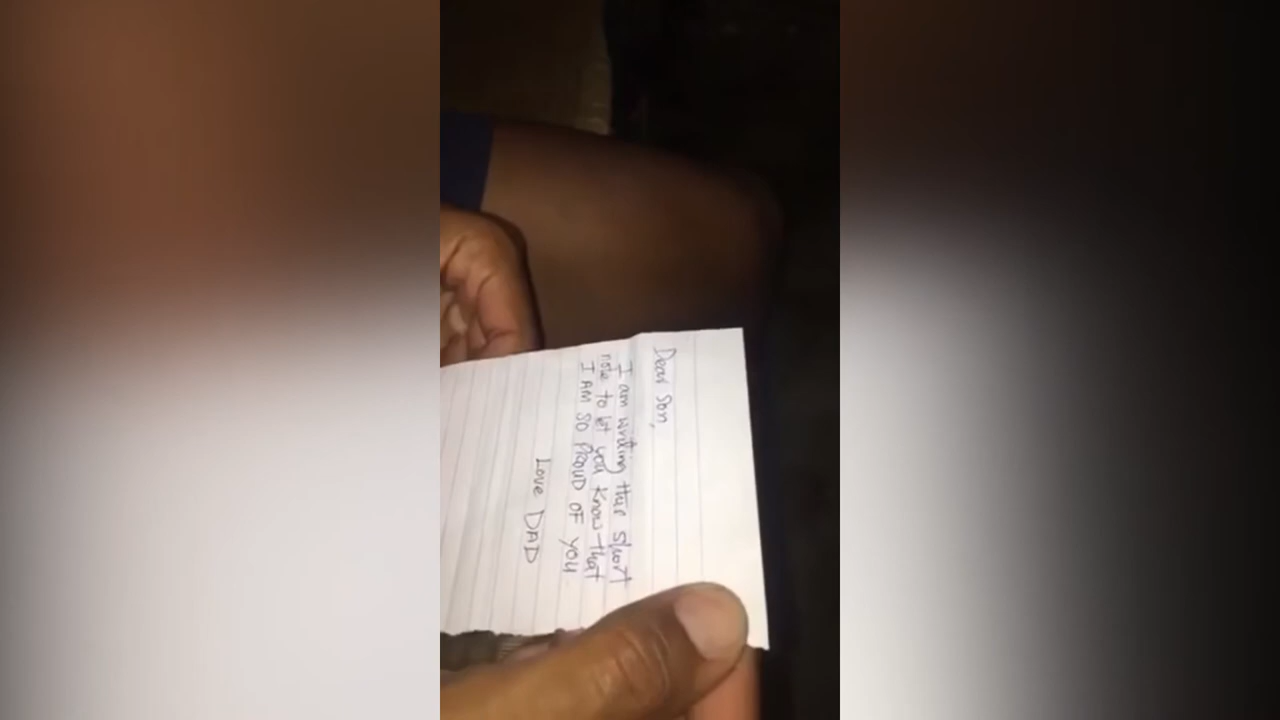 Dear Son,
I am writing this short
note to let you know that
I AM SO PROUD OF YOU
Love DAD